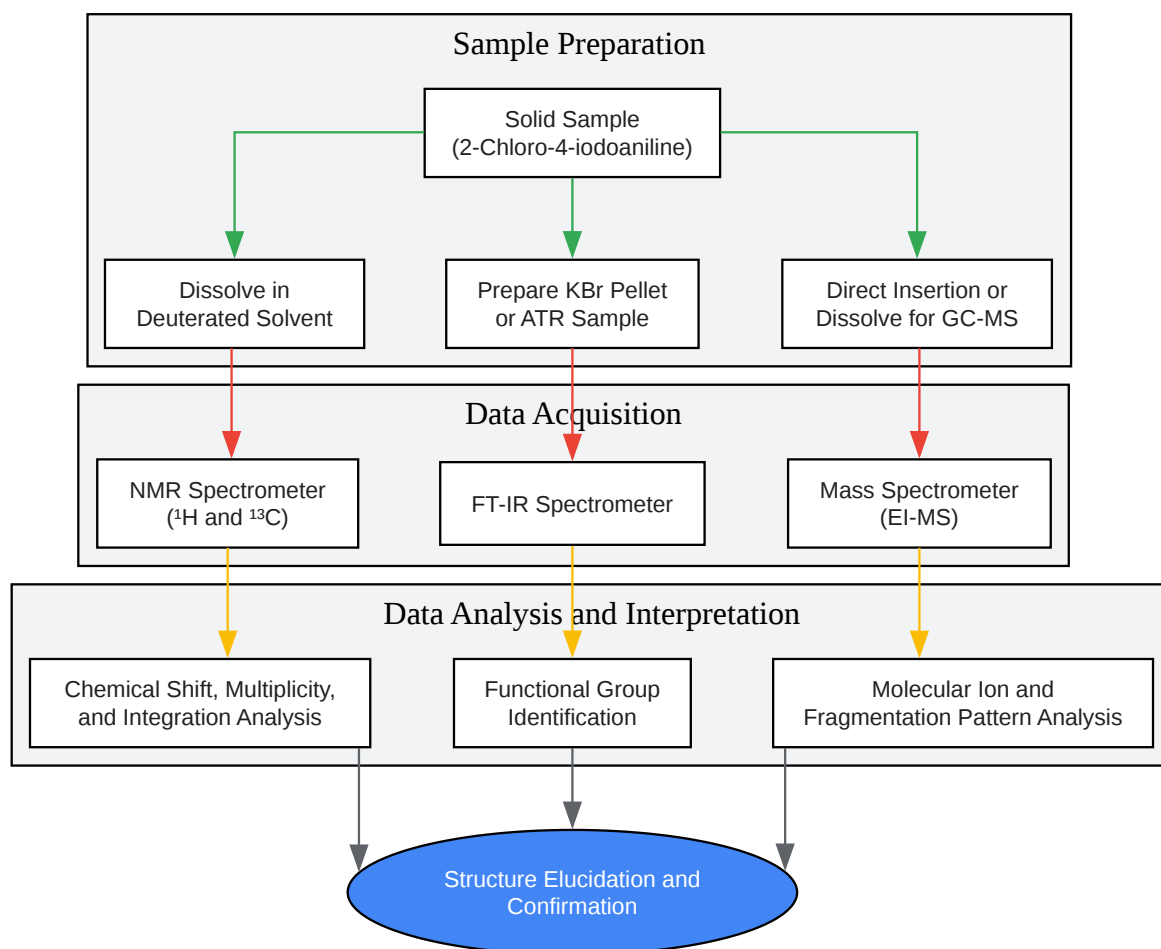 Sample Preparation
Solid Sample
(2-Chloro-4-iodoaniline)
Dissolve in
Deuterated Solvent
Prepare KBr Pellet
or ATR Sample
Direct Insertion or
Dissolve for GC-MS
Data Acquisition
NMR Spectrometer
(¹H and ¹³C)
FT-IR Spectrometer
Mass Spectrometer
(EI-MS)
Data Analysis and Interpretation
Chemical Shift, Multiplicity,
and Integration Analysis
Functional Group
Identification
Molecular Ion and
Fragmentation Pattern Analysis
Structure Elucidation and
Confirmation